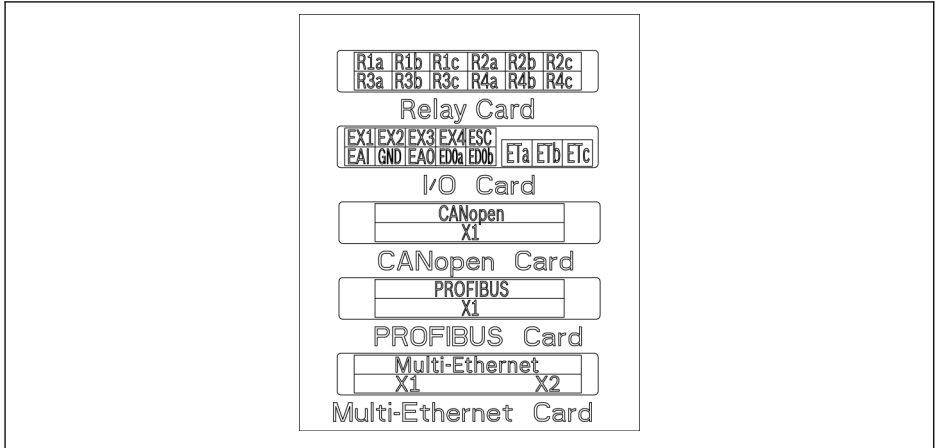 R1a R1b R1c R2a R2b R2c
R3a R3b R3c R4a R4b R4c
Relay Card
EX1 EX2 EX3 EX4 ESC
EAI GND EAO EDOa EDOb ETa ETb ETc
I/O Card
CANopen
X1
CANopen Card
PROFIBUS
X1
PROFIBUS Card
Multi-Ethernet
X1 X2
Multi-Ethernet Card